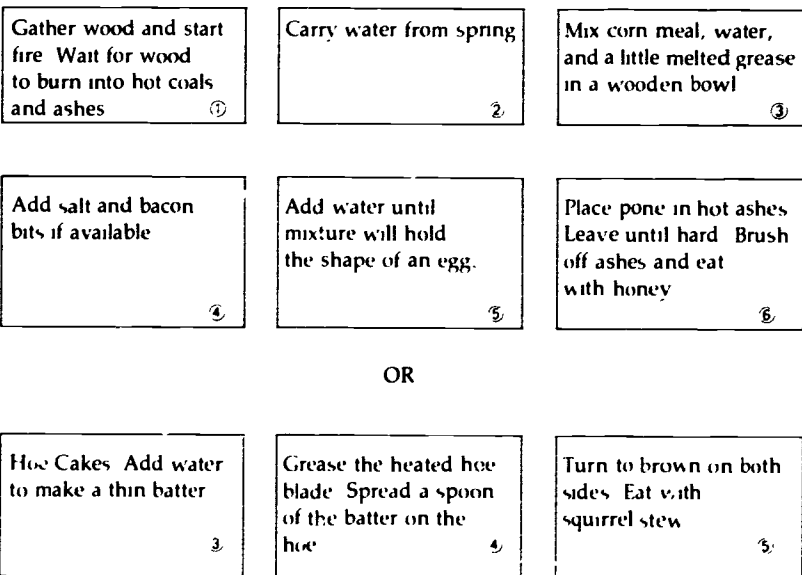 Gather wood and start
fire Wait for wood
to burn into hot coals
and ashes
①
Carry water from spring
2
Mix corn meal, water,
and a little melted grease
in a wooden bowl
③
Add salt and bacon
bits if available
④
Add water until
mixture will hold
the shape of an egg.
5
Place pone in hot ashes
Leave until hard Brush
off ashes and eat
with honey
6
OR
Hoe Cakes Add water
to make a thin batter
3
Grease the heated hoe
blade Spread a spoon
of the batter on the
hoe
4
Turn to brown on both
sides Eat with
squirrel stew
5